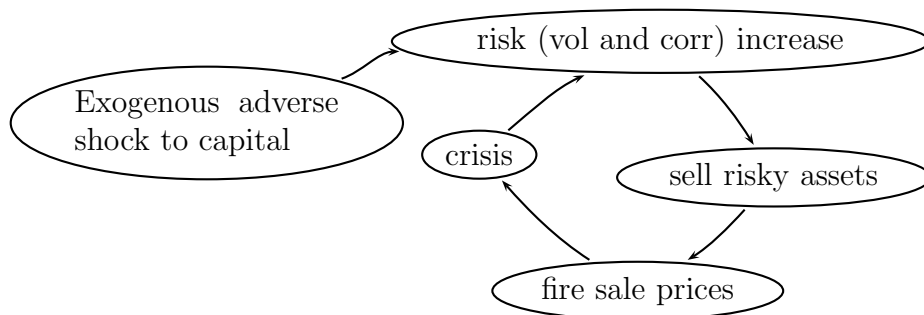 risk (vol and corr) increase
Exogenous adverse
shock to capital
crisis
sell risky assets
fire sale prices